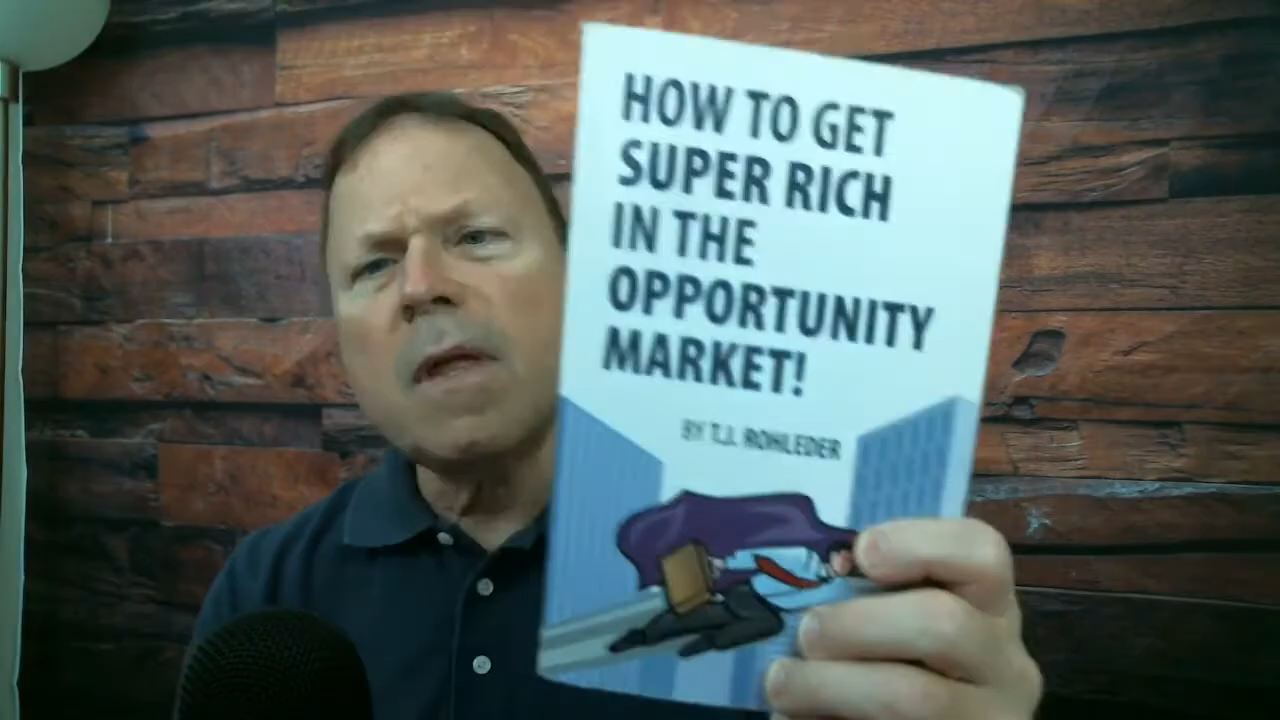 HOW TO GET
SUPER RICH
IN THE
OPPORTUNITY
MARKET!
BY T.J. ROHLEDER